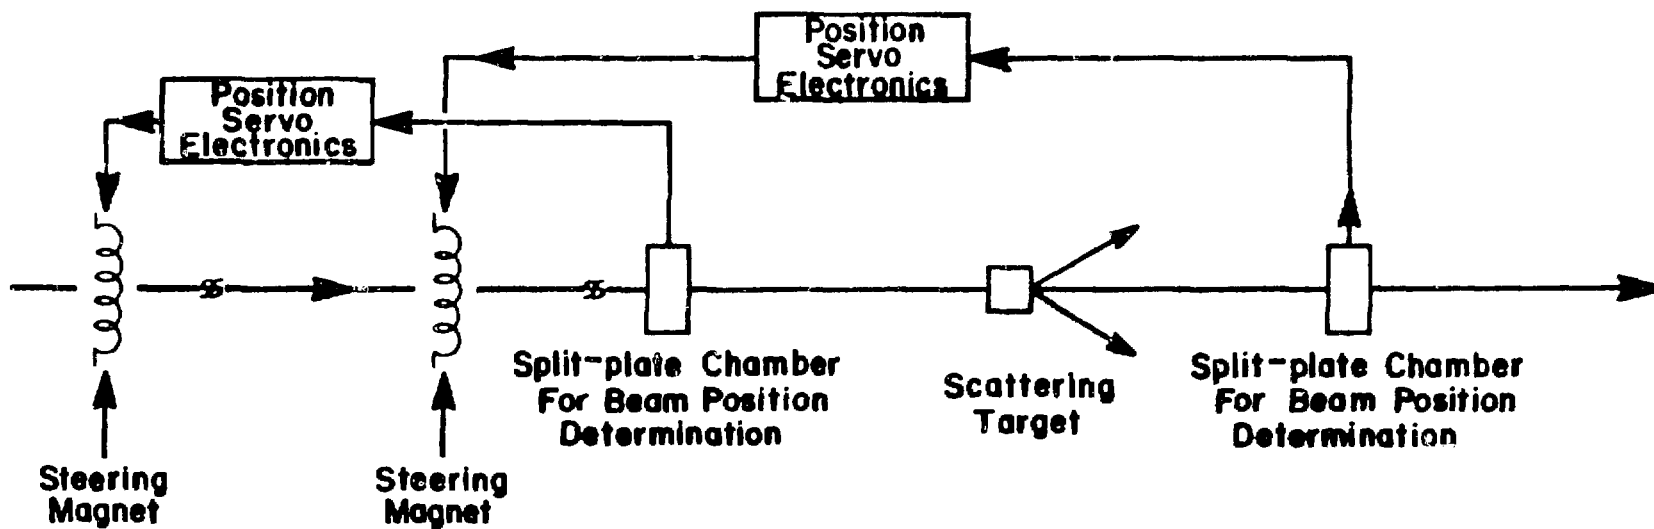 Position
Servo
Electronics
Position
Servo
Electronics
Split-plate Chamber
For Beam Position
Determination
Scattering
Target
Split-plate Chamber
For Beam Position
Determination
Steering
Magnet
Steering
Magnet